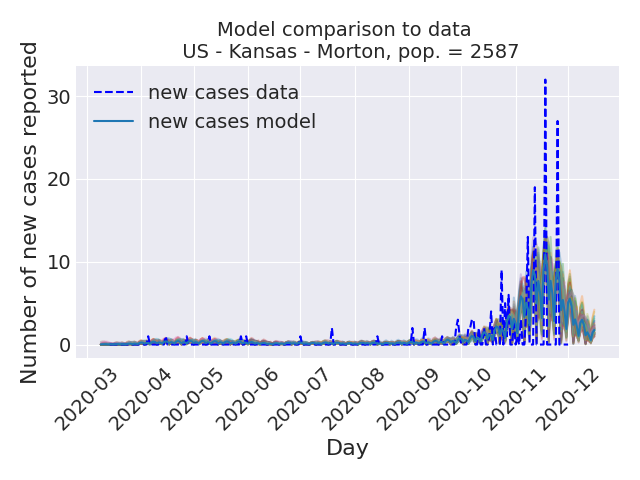 Model comparison to data
US - Kansas - Morton, pop. = 2587
Number of new cases reported
30
20
10
0
new cases data
new cases model
2020-03
2020-04
2020-05
2020-06
2020-07
2020-08
2020-09
2020-10
2020-11
2020-12
Day